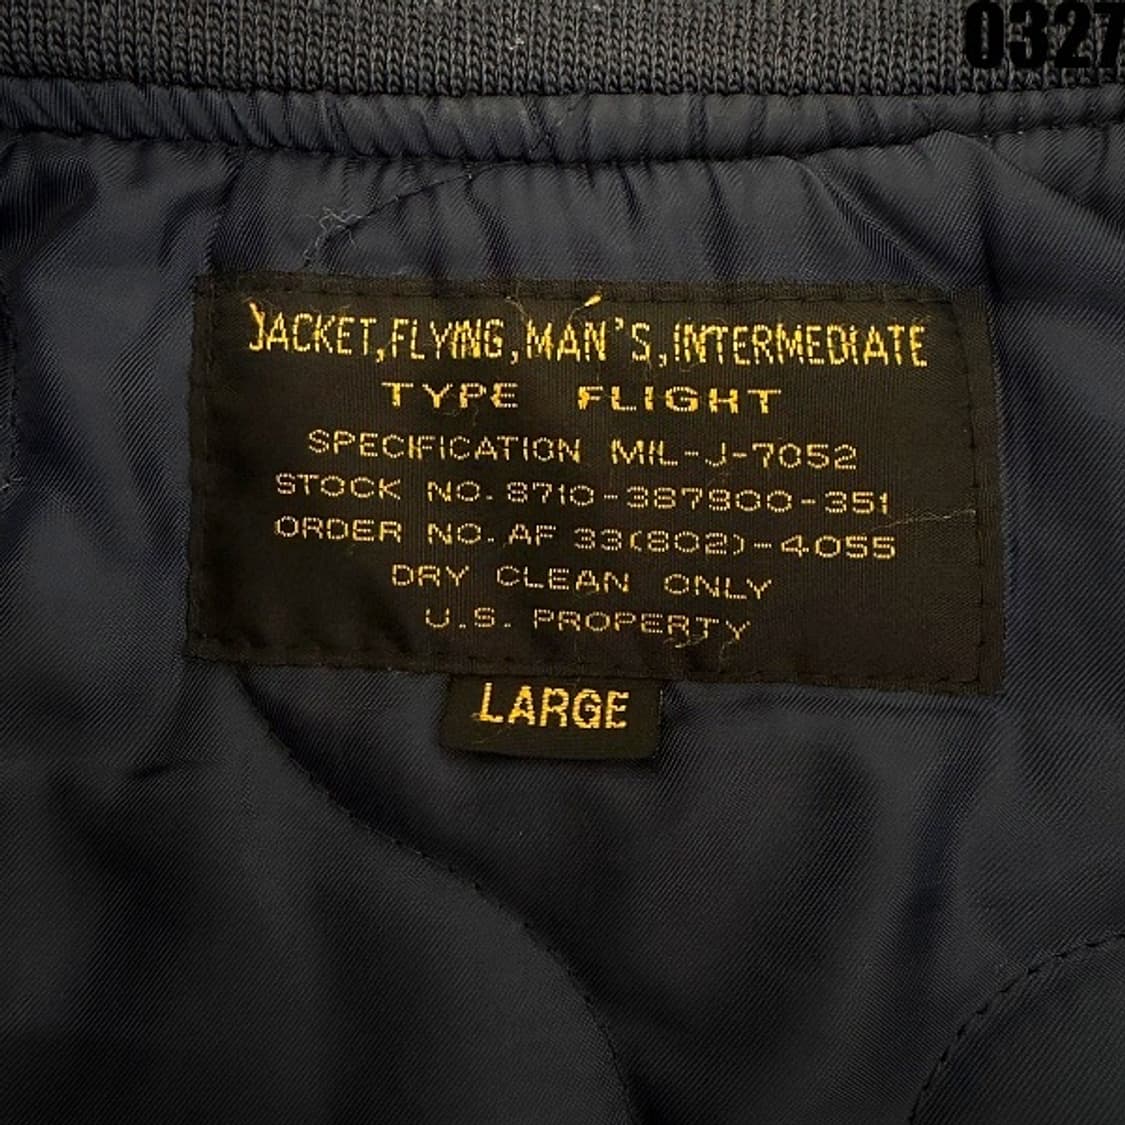 0327
JACKET,FLYING,MAN'S,INTERMEDIATE
TYPE FLIGHT
SPECIFICATION MIL-J-7052
STOCK NO. 8710-387900-351
ORDER NO. AF 33(802)-4055
DRY CLEAN ONLY
U.S. PROPERTY
LARGE